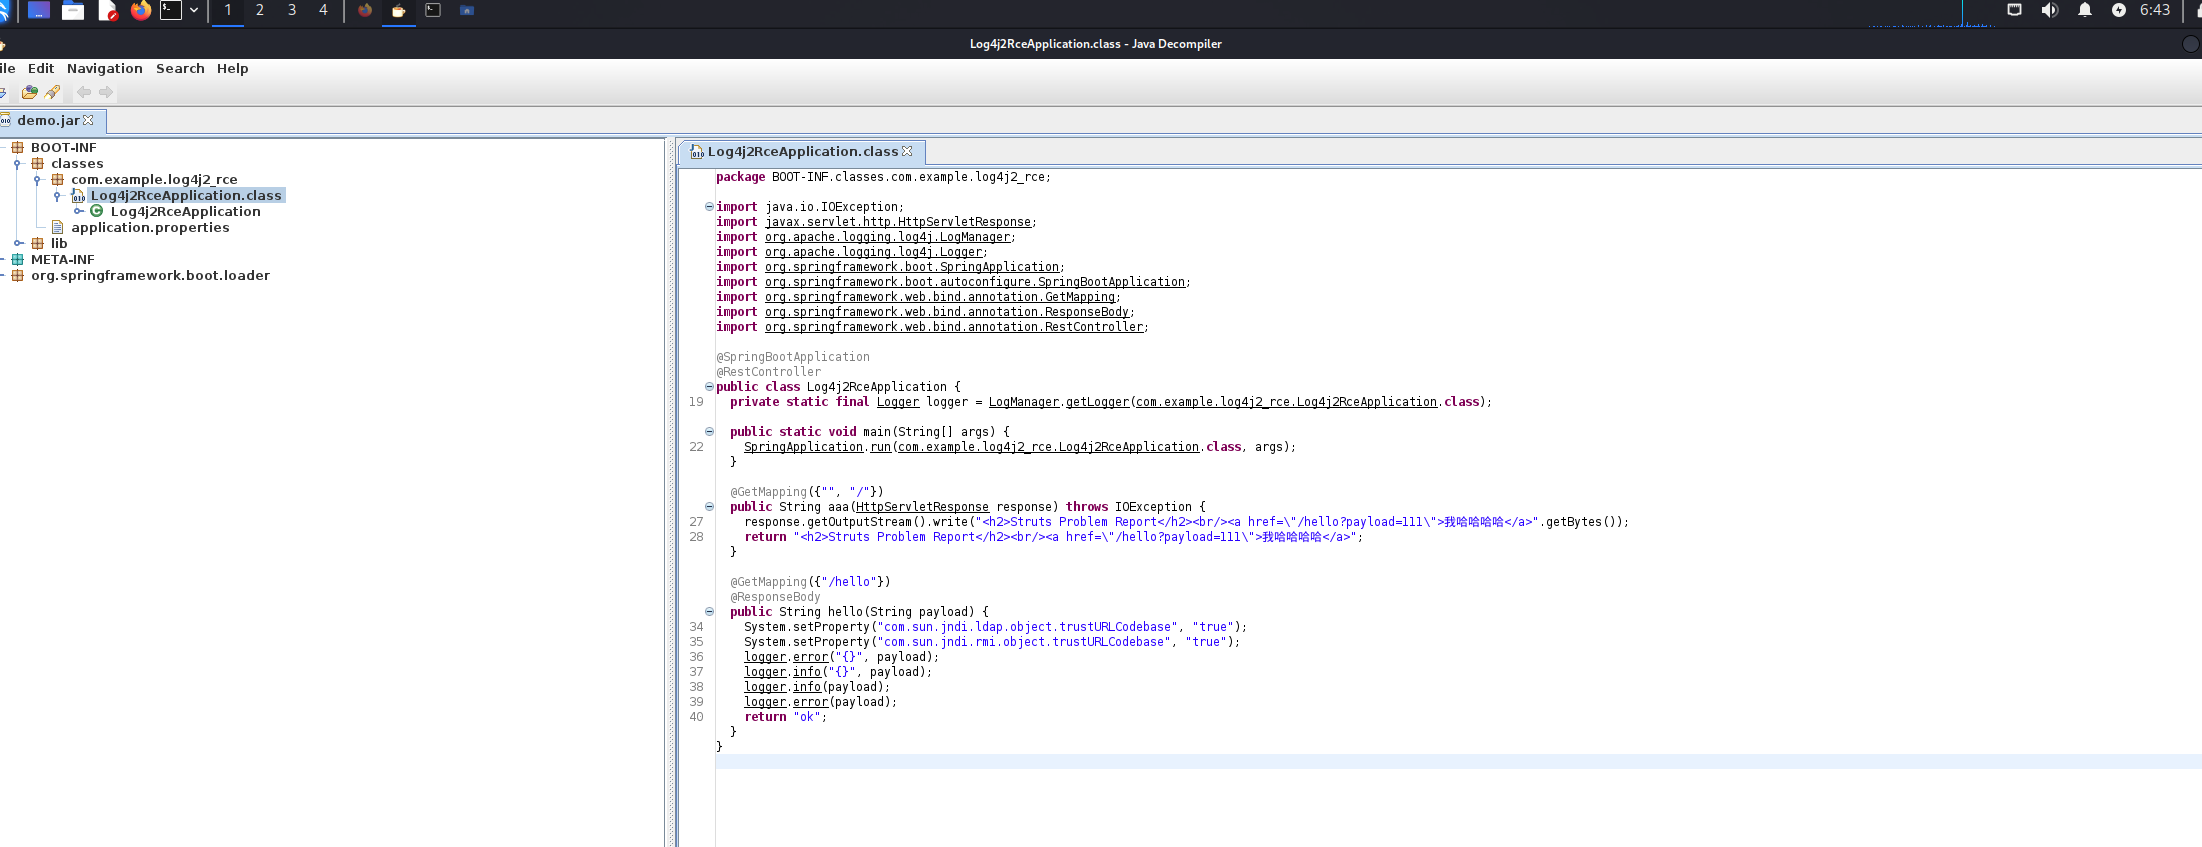 1 2 3 4
6:43
Log4j2RceApplication.class - Java Decompiler
ile Edit Navigation Search Help
demo.jar
BOOT-INF
classes
com.example.log4j2_rce
Log4j2RceApplication.class
Log4j2RceApplication
application.properties
lib
META-INF
org.springframework.boot.loader
Log4j2RceApplication.class
package BOOT-INF.classes.com.example.log4j2_rce;
import java.io.IOException;
import javax.servlet.http.HttpServletResponse;
import org.apache.logging.log4j.LogManager;
import org.apache.logging.log4j.Logger;
import org.springframework.boot.SpringApplication;
import org.springframework.boot.autoconfigure.SpringBootApplication;
import org.springframework.web.bind.annotation.GetMapping;
import org.springframework.web.bind.annotation.ResponseBody;
import org.springframework.web.bind.annotation.RestController;
@SpringBootApplication
@RestController
public class Log4j2RceApplication {
19 private static final Logger logger = LogManager.getLogger(com.example.log4j2_rce.Log4j2RceApplication.class);
public static void main(String[] args) {
22 SpringApplication.run(com.example.log4j2_rce.Log4j2RceApplication.class, args);
}
@GetMapping({"", "/"})
public String aaa(HttpServletResponse response) throws IOException {
27 response.getOutputStream().write("<h2>Struts Problem Report</h2><br/><a href=\"/hello?payload=111\">我哈哈哈哈</a>".getBytes());
28 return "<h2>Struts Problem Report</h2><br/><a href=\"/hello?payload=111\">我哈哈哈哈</a>";
}
@GetMapping({"/hello"})
@ResponseBody
public String hello(String payload) {
34 System.setProperty("com.sun.jndi.ldap.object.trustURLCodebase", "true");
35 System.setProperty("com.sun.jndi.rmi.object.trustURLCodebase", "true");
36 logger.error("{}", payload);
37 logger.info("{}", payload);
38 logger.info(payload);
39 logger.error(payload);
40 return "ok";
}
}